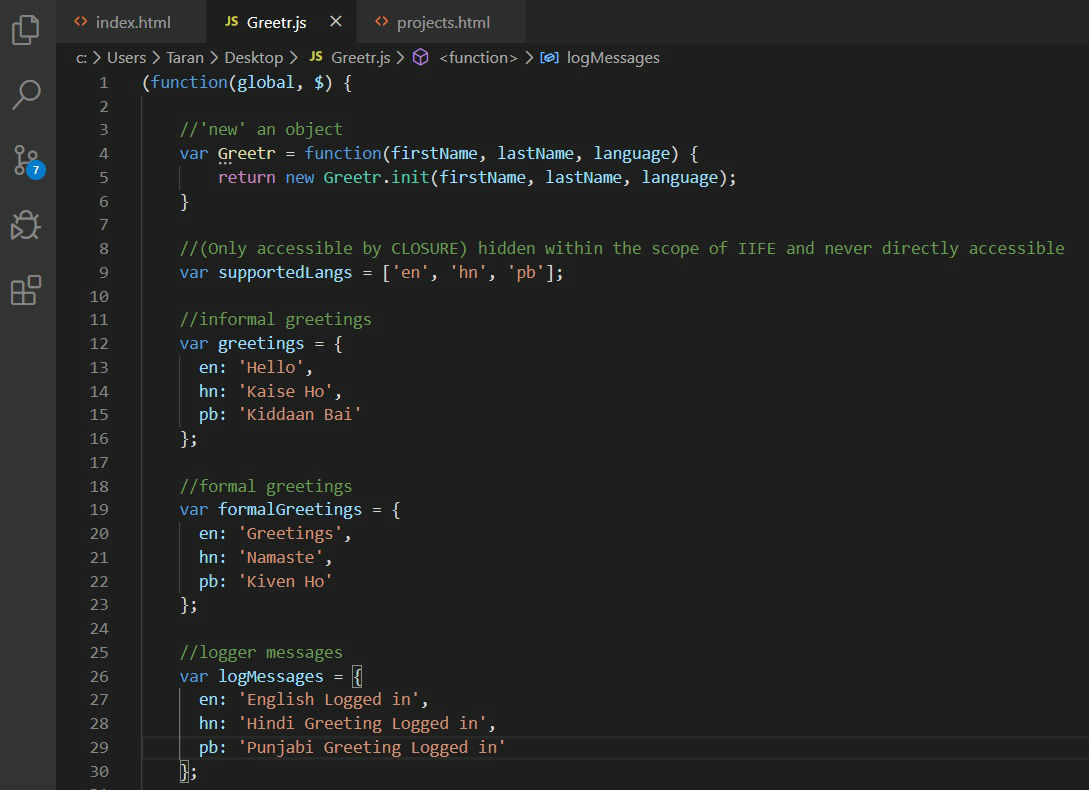 index.html JS Greetr.js projects.html
c: > Users > Taran > Desktop > JS Greetr.js > <function> > logMessages
1 (function(global, $) {
2
3 //'new' an object
4 var Greetr = function(firstName, lastName, language) {
5 return new Greetr.init(firstName, lastName, language);
6 }
7
8 //(Only accessible by CLOSURE) hidden within the scope of IIFE and never directly accessible
9 var supportedLangs = ['en', 'hn', 'pb'];
10
11 //informal greetings
12 var greetings = {
13 en: 'Hello',
14 hn: 'Kaise Ho',
15 pb: 'Kiddaan Bai'
16 };
17
18 //formal greetings
19 var formalGreetings = {
20 en: 'Greetings',
21 hn: 'Namaste',
22 pb: 'Kiven Ho'
23 };
24
25 //logger messages
26 var logMessages = {
27 en: 'English Logged in',
28 hn: 'Hindi Greeting Logged in',
29 pb: 'Punjabi Greeting Logged in'
30 };
7